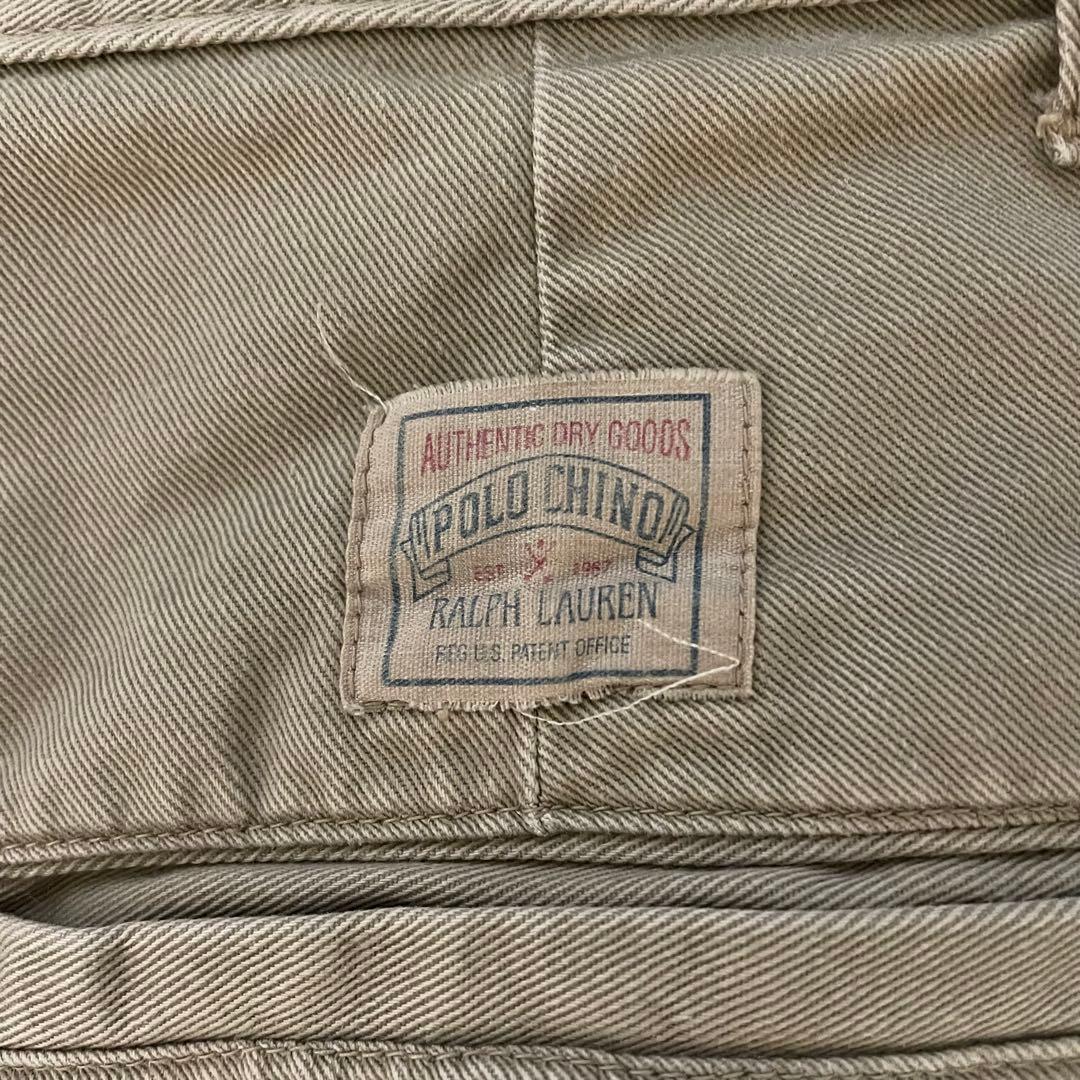 AUTHENTIC DRY GOODS
POLO CHINO
EST 1967
RALPH LAUREN
REG U.S. PATENT OFFICE